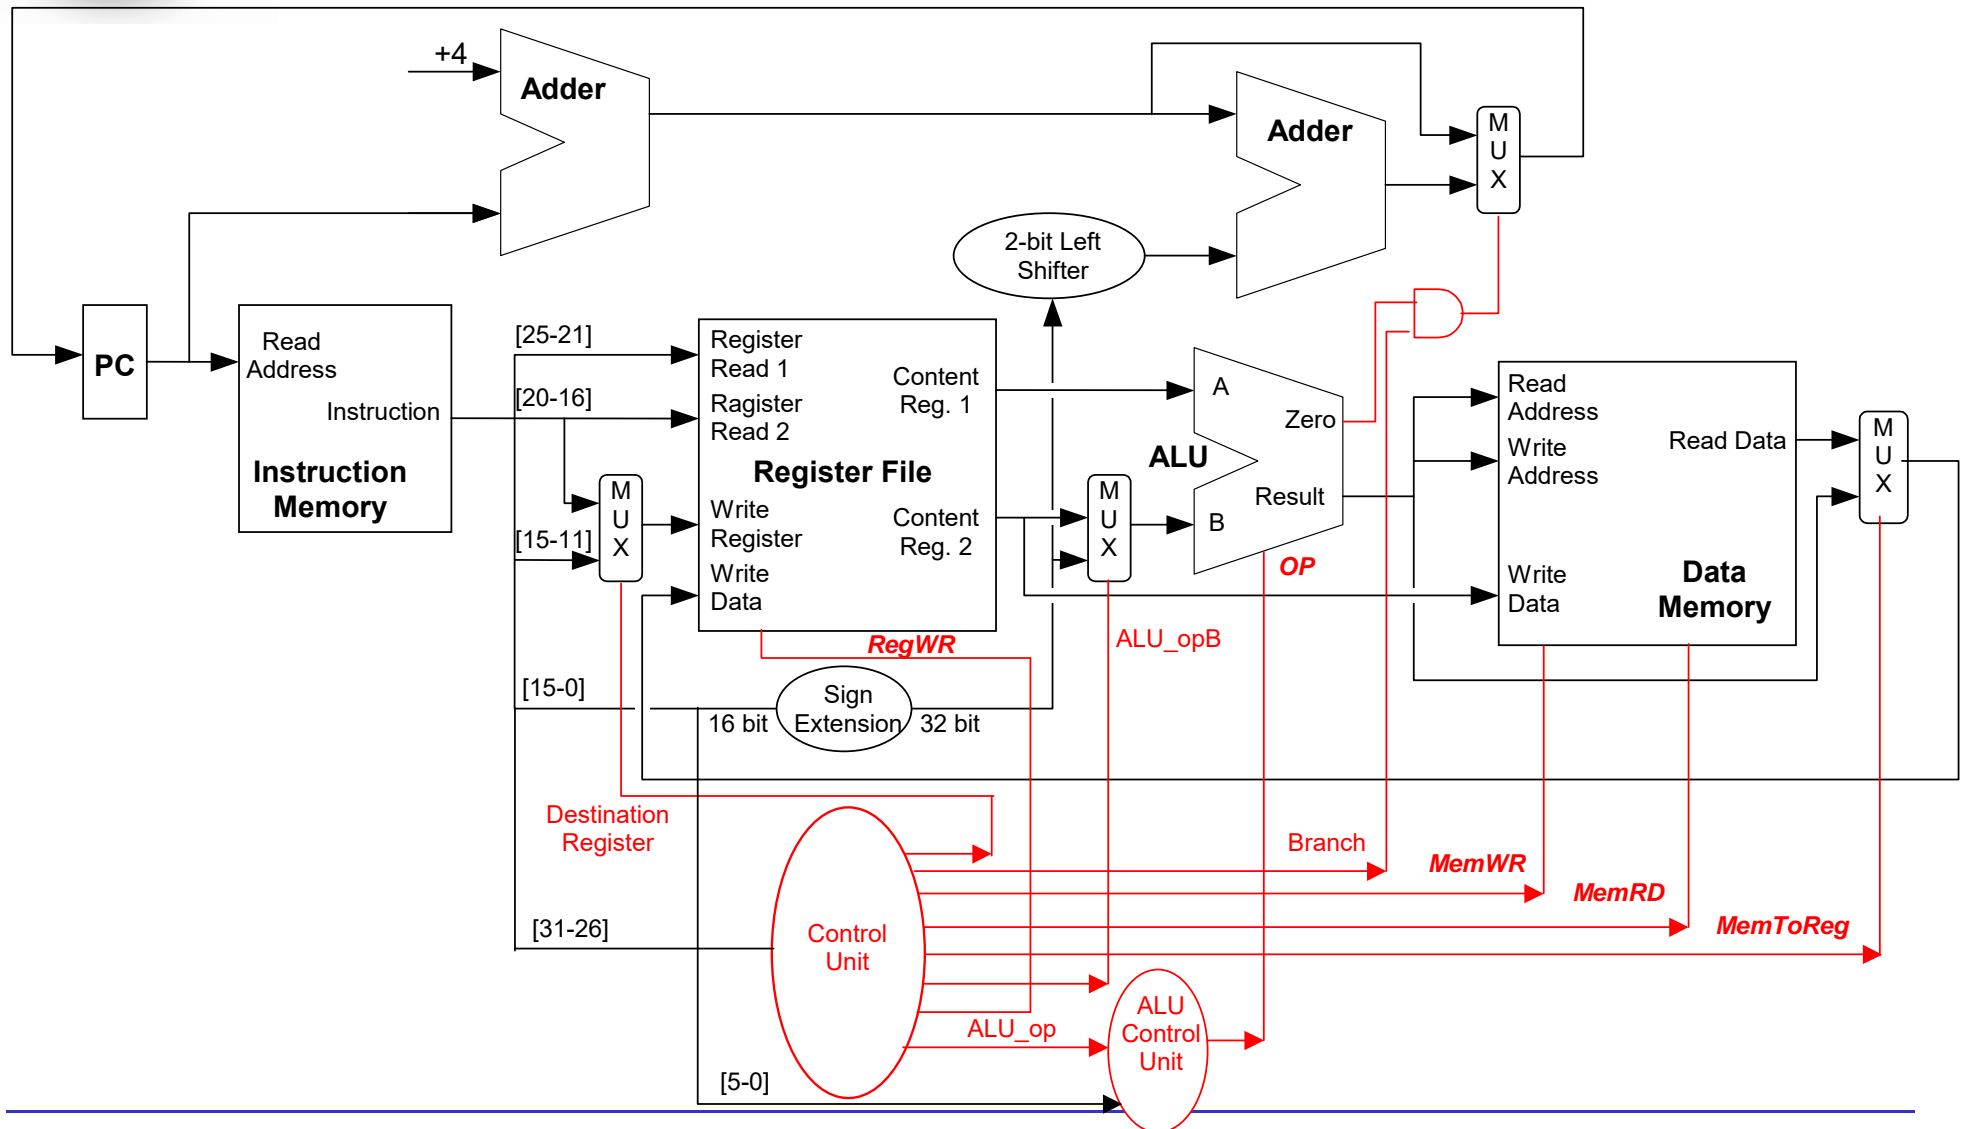 +4
Adder
Adder
M
U
X
2-bit Left
Shifter
PC
Read
Address
Instruction
Instruction
Memory
[25-21]
[20-16]
[15-11]
M
U
X
Register
Read 1
Ragister
Read 2
Register File
Write
Register
Write
Data
Content
Reg. 1
Content
Reg. 2
M
U
X
A
Zero
ALU
Result
B
OP
Read
Address
Write
Address
Read Data
Write
Data
Data
Memory
M
U
X
RegWR
ALU_opB
[15-0]
16 bit
Sign
Extension
32 bit
Destination
Register
Branch
MemWR
MemRD
MemToReg
[31-26]
Control
Unit
ALU_op
ALU
Control
Unit
[5-0]